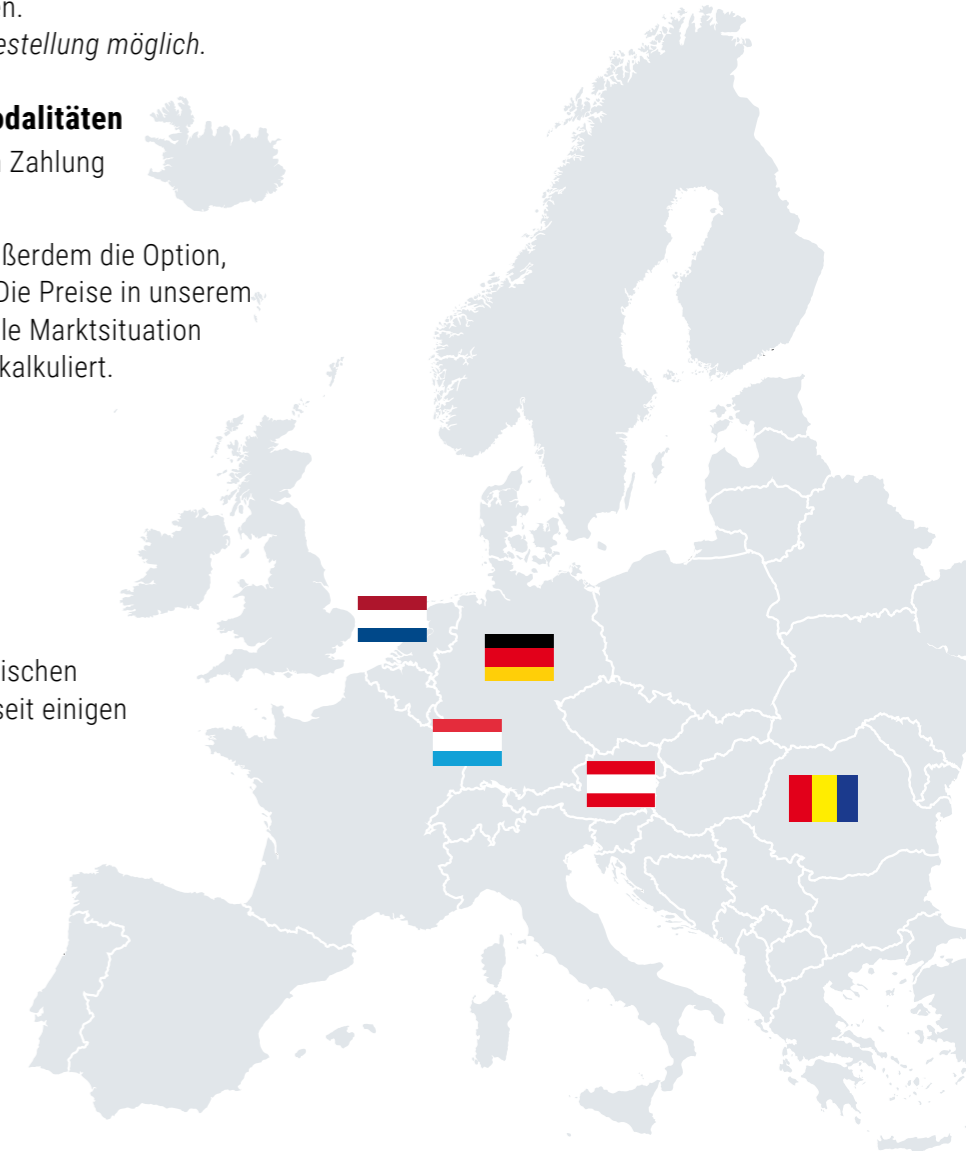 n.
estellung möglich.
odalitäten
n Zahlung
ßerdem die Option,
Die Preise in unserem
le Marktsituation
kalkuliert.
ischen
seit einigen